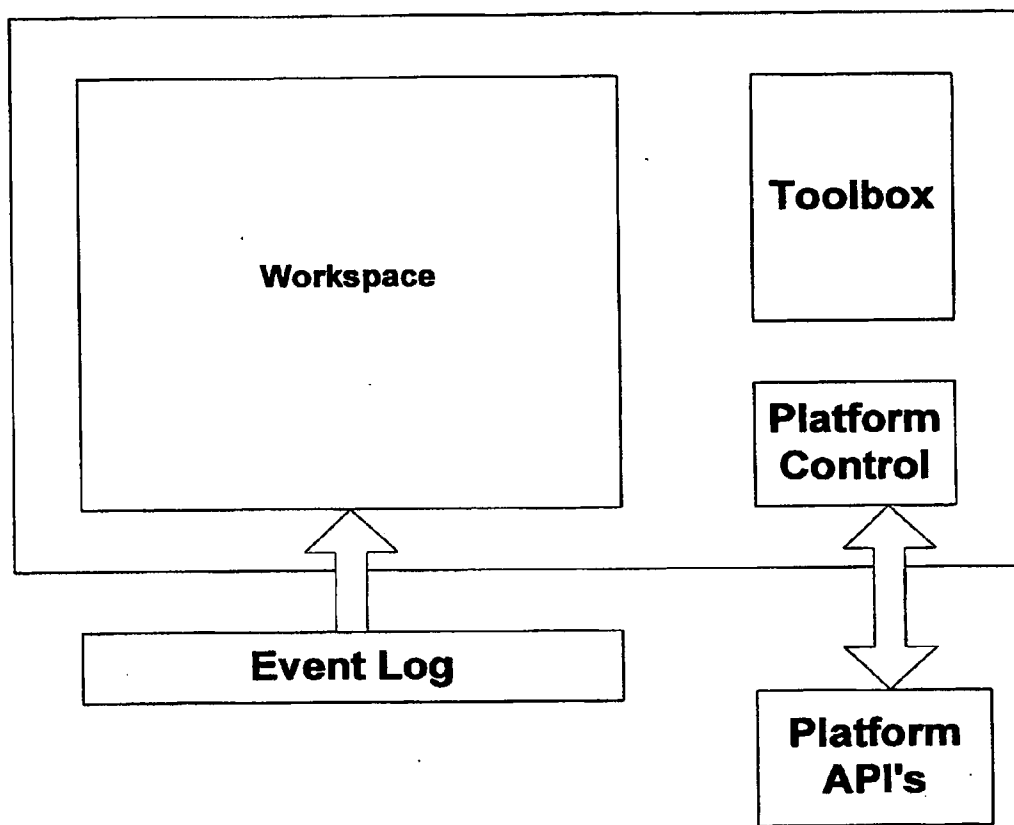 Workspace
Toolbox
Platform
Control
Event Log
Platform
API's